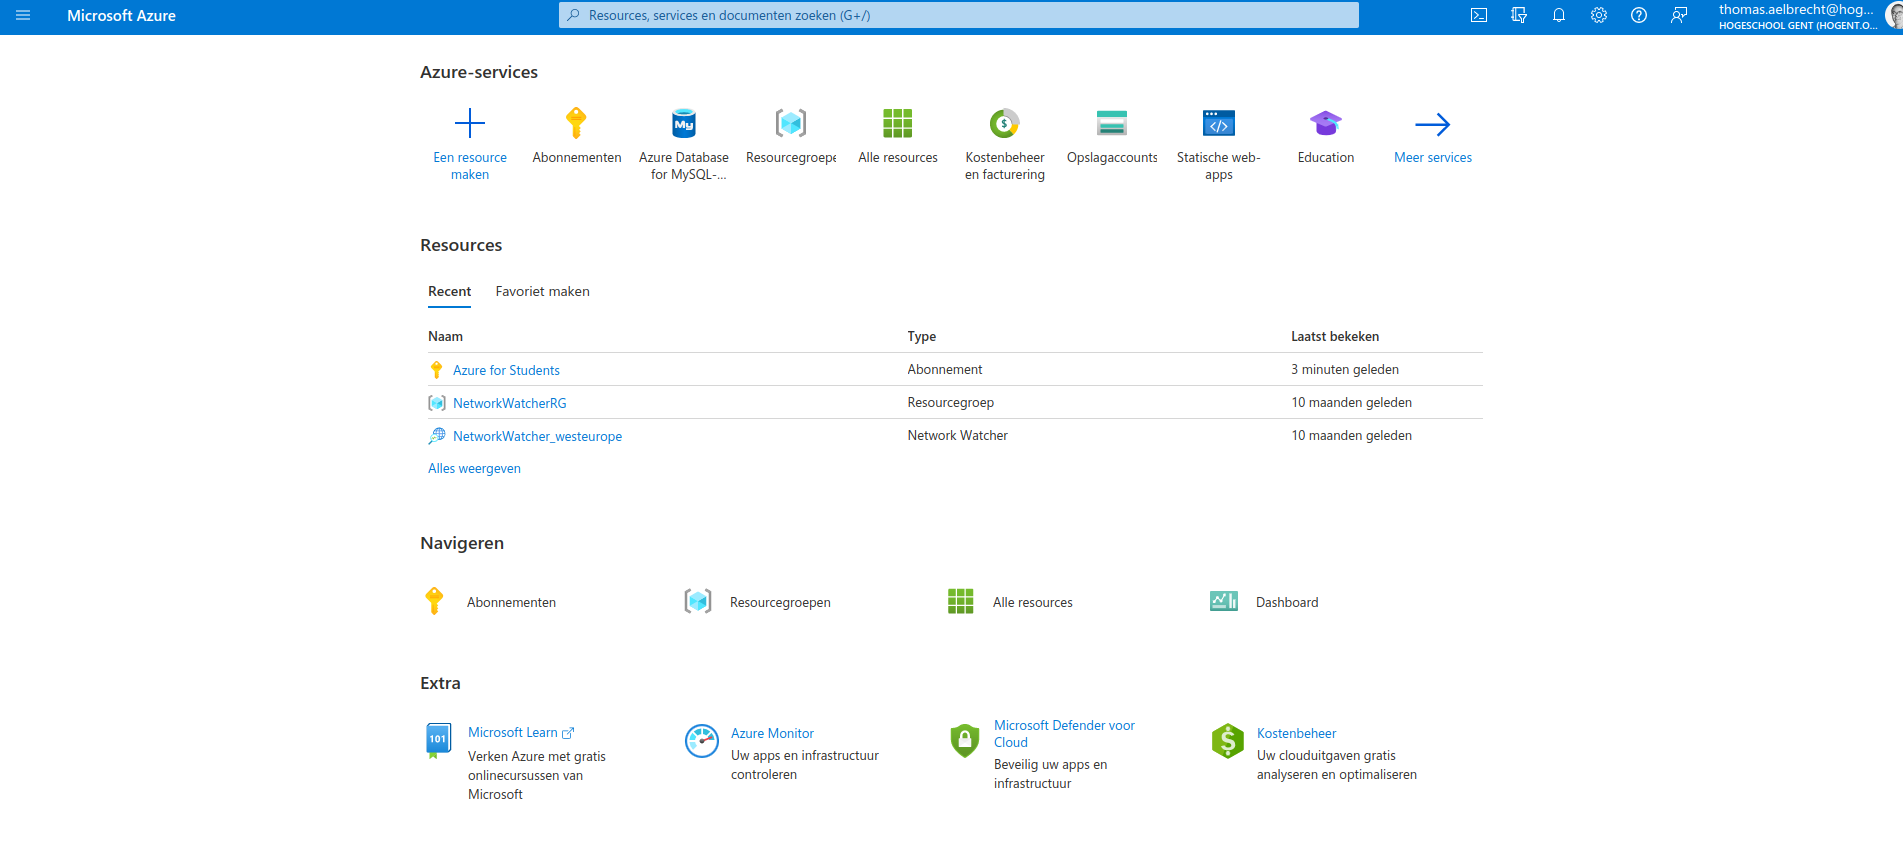 Microsoft Azure
Resources, services en documenten zoeken (G+/)
thomas.aelbrecht@hog...
HOGESCHOOL GENT (HOGENT.O...
Azure-services
Een resource
maken
Abonnementen
Azure Database
for MySQL-...
My
Resourcegroepe
Alle resources
Kostenbeheer
en facturering
Opslagaccounts
Statische web-
apps
Education
Meer services
Resources
Recent
Favoriet maken
Naam
Type
Laatst bekeken
Azure for Students
Abonnement
3 minuten geleden
NetworkWatcherRG
Resourcegroep
10 maanden geleden
NetworkWatcher_westeurope
Network Watcher
10 maanden geleden
Alles weergeven
Navigeren
Abonnementen
Resourcegroepen
Alle resources
Dashboard
Extra
101
Microsoft Learn
Verken Azure met gratis
onlinecursussen van
Microsoft
Azure Monitor
Uw apps en infrastructuur
controleren
Microsoft Defender voor
Cloud
Beveilig uw apps en
infrastructuur
Kostenbeheer
Uw clouduitgaven gratis
analyseren en optimaliseren